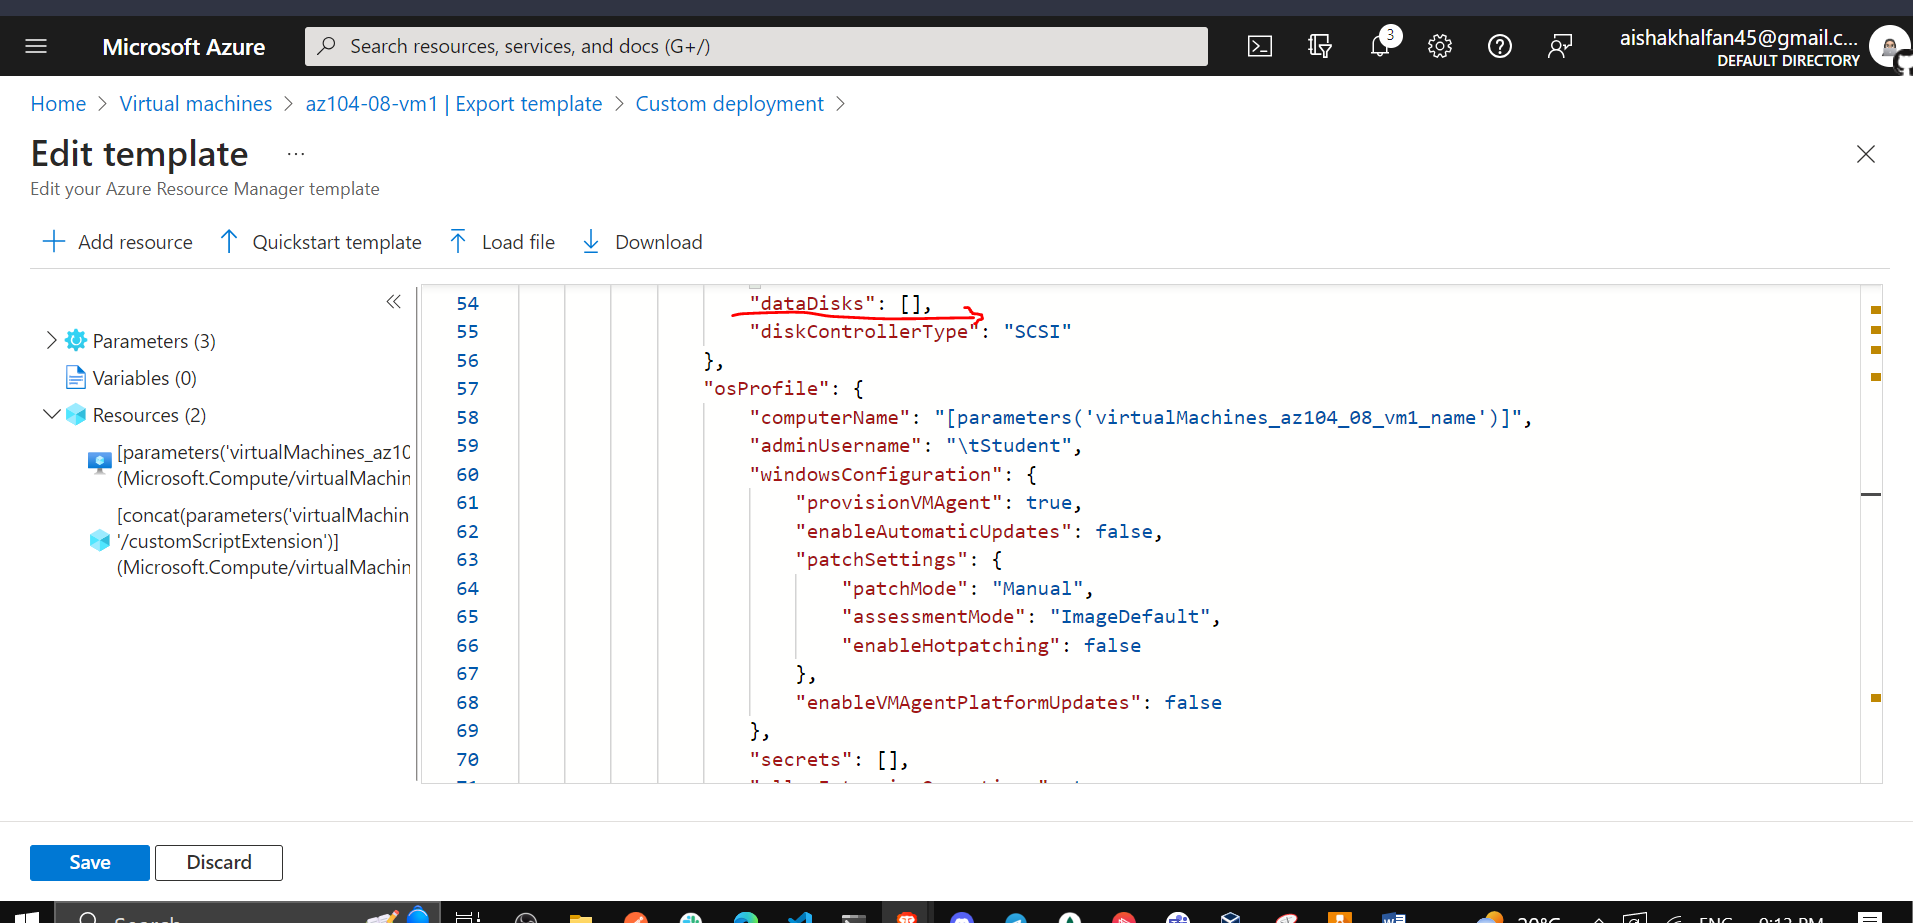 Microsoft Azure
Search resources, services, and docs (G+/)
3
aishakhalfan45@gmail.c...
DEFAULT DIRECTORY
Home > Virtual machines > az104-08-vm1 | Export template > Custom deployment >
Edit template ...
Edit your Azure Resource Manager template
Add resource
Quickstart template
Load file
Download
Parameters (3)
Variables (0)
Resources (2)
[parameters('virtualMachines_az10
(Microsoft.Compute/virtualMachin
[concat(parameters('virtualMachin
'/customScriptExtension')]
(Microsoft.Compute/virtualMachin
54 "dataDisks": [],
55 "diskControllerType": "SCSI"
56 },
57 "osProfile": {
58 "computerName": "[parameters('virtualMachines_az104_08_vm1_name')]",
59 "adminUsername": "\tStudent",
60 "windowsConfiguration": {
61 "provisionVMAgent": true,
62 "enableAutomaticUpdates": false,
63 "patchSettings": {
64 "patchMode": "Manual",
65 "assessmentMode": "ImageDefault",
66 "enableHotpatching": false
67 },
68 "enableVMAgentPlatformUpdates": false
69 },
70 "secrets": [],
Save
Discard
Search
20°C
ENG
9:12 PM